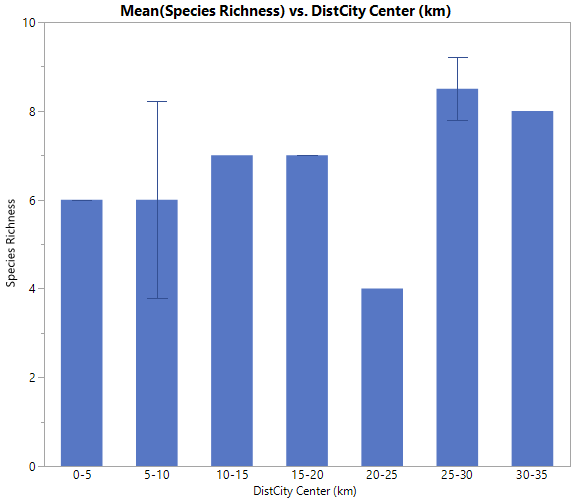 Mean(Species Richness) vs. DistCity Center (km)
10
8
6
4
2
0
Species Richness
0-5 5-10 10-15 15-20 20-25 25-30 30-35
DistCity Center (km)